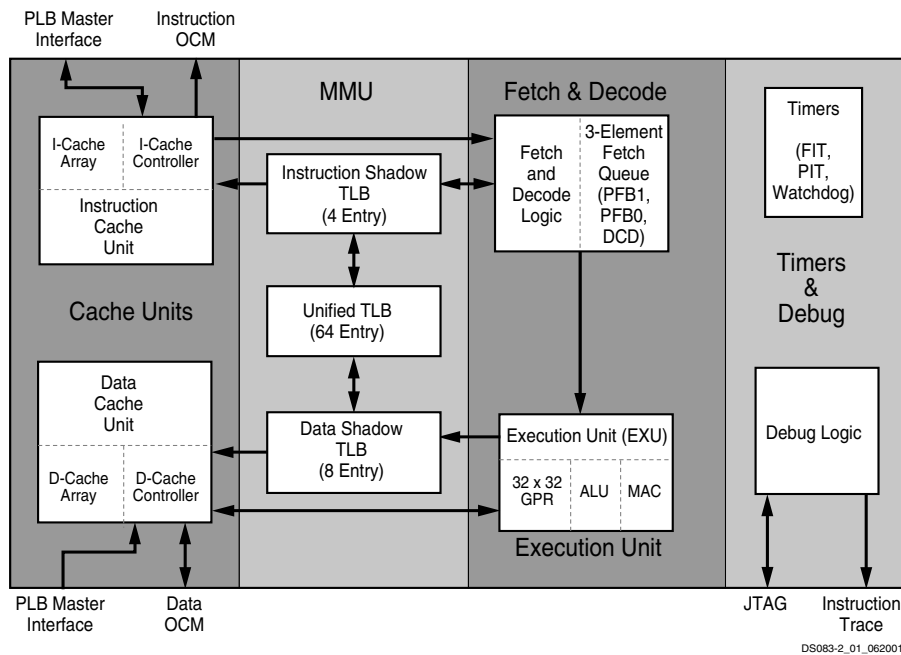 PLB Master
Interface
Instruction
OCM
MMU
Fetch & Decode
I-Cache
Array
I-Cache
Controller
Instruction
Cache
Unit
Instruction Shadow
TLB
(4 Entry)
Fetch
and
Decode
Logic
3-Element
Fetch
Queue
(PFB1,
PFB0,
DCD)
Timers
(FIT,
PIT,
Watchdog)
Cache Units
Unified TLB
(64 Entry)
Timers
&
Debug
Data
Cache
Unit
D-Cache
Array
D-Cache
Controller
Data Shadow
TLB
(8 Entry)
Execution Unit (EXU)
32 x 32
GPR
ALU
MAC
Execution Unit
Debug Logic
PLB Master
Interface
Data
OCM
JTAG
Instruction
Trace
DS083-2_01_062001